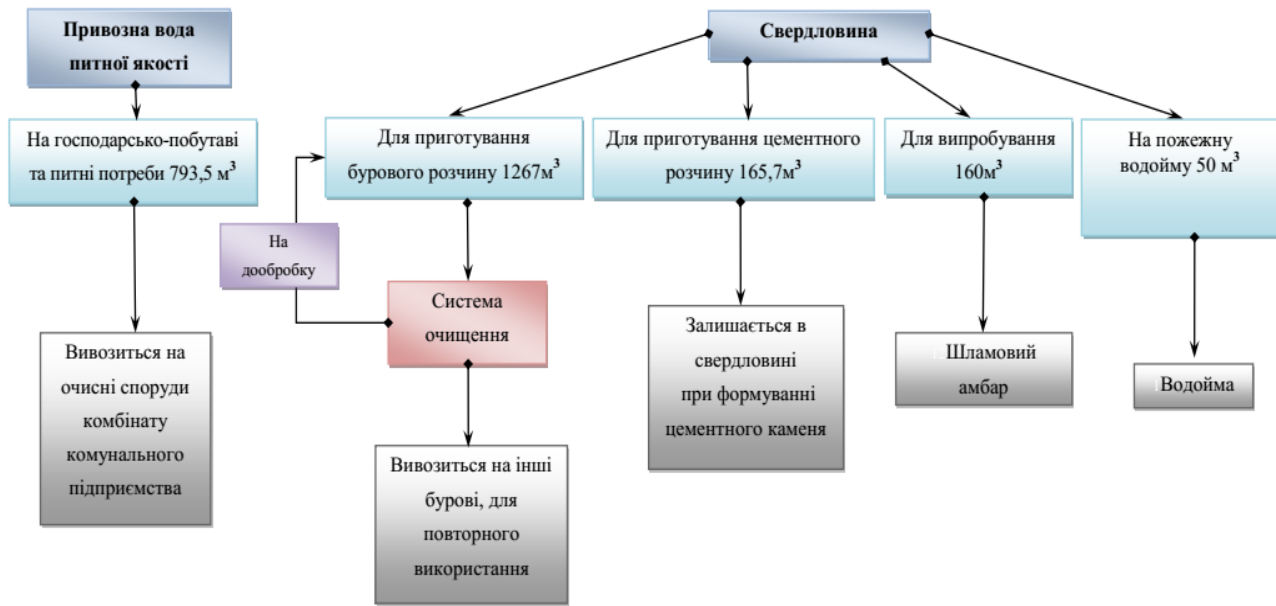 Привозна вода
питної якості
Свердловина
На господарсько-побутаві
та питні потреби 793,5 м³
Для приготування
бурового розчину 1267м³
Для приготування цементного
розчину 165,7м³
Для випробування
160м³
На пожежну
водойму 50 м³
На
дообробку
Система
очищення
Вивозиться на
очисні споруди
комбінату
комунального
підприємства
Вивозиться на інші
бурові, для
повторного
використання
Залишається в
свердловині
при формуванні
цементного каменя
Шламовий
амбар
Водойма